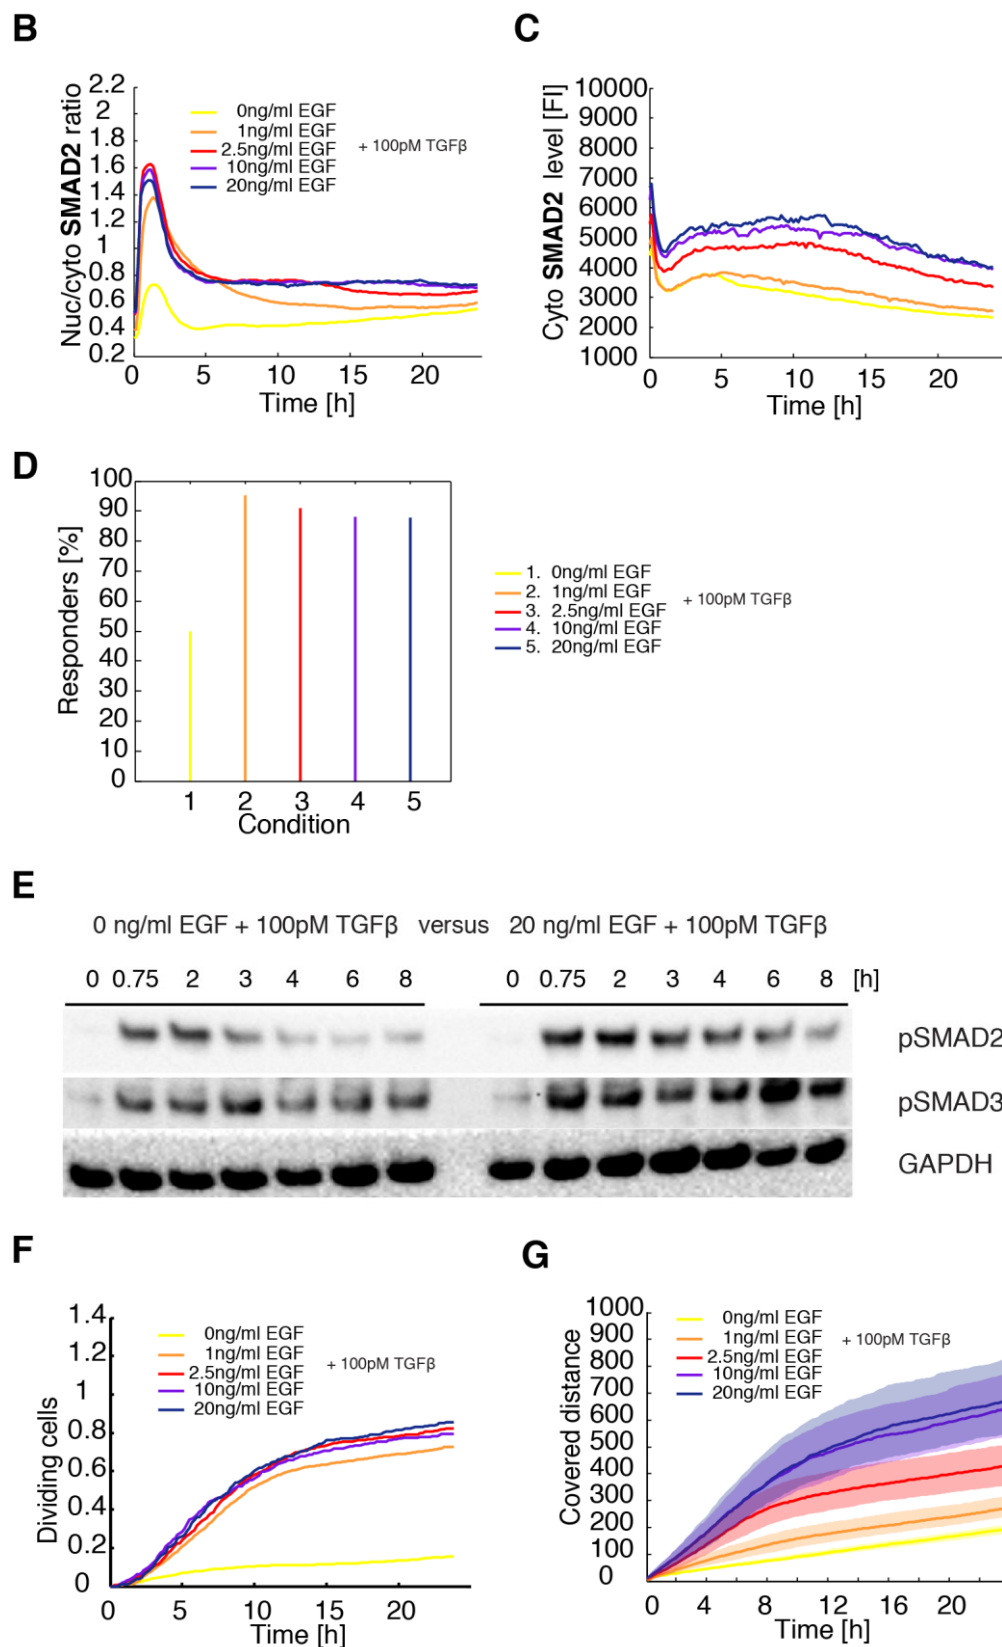 B
Nuc/cyto SMAD2 ratio
2.2
2
1.8
1.6
1.4
1.2
1
0.8
0.6
0.4
0.2
0 5 10 15 20
Time [h]
0ng/ml EGF
1ng/ml EGF
2.5ng/ml EGF
10ng/ml EGF
20ng/ml EGF
+ 100pM TGFβ
C
Cyto SMAD2 level [FI]
10000
9000
8000
7000
6000
5000
4000
3000
2000
1000
0 5 10 15 20
Time [h]
D
Responders [%]
100
90
80
70
60
50
40
30
20
10
0
1 2 3 4 5
Condition
1. 0ng/ml EGF
2. 1ng/ml EGF
3. 2.5ng/ml EGF
4. 10ng/ml EGF
5. 20ng/ml EGF
+ 100pM TGFβ
E
0 ng/ml EGF + 100pM TGFβ versus 20 ng/ml EGF + 100pM TGFβ
0 0.75 2 3 4 6 8 0 0.75 2 3 4 6 8 [h]
pSMAD2
pSMAD3
GAPDH
F
Dividing cells
1.4
1.2
1
0.8
0.6
0.4
0.2
0
0 5 10 15 20
Time [h]
0ng/ml EGF
1ng/ml EGF
2.5ng/ml EGF
10ng/ml EGF
20ng/ml EGF
+ 100pM TGFβ
G
Covered distance
1000
900
800
700
600
500
400
300
200
100
0
0 4 8 12 16 20
Time [h]
0ng/ml EGF
1ng/ml EGF
2.5ng/ml EGF
10ng/ml EGF
20ng/ml EGF
+ 100pM TGFβ